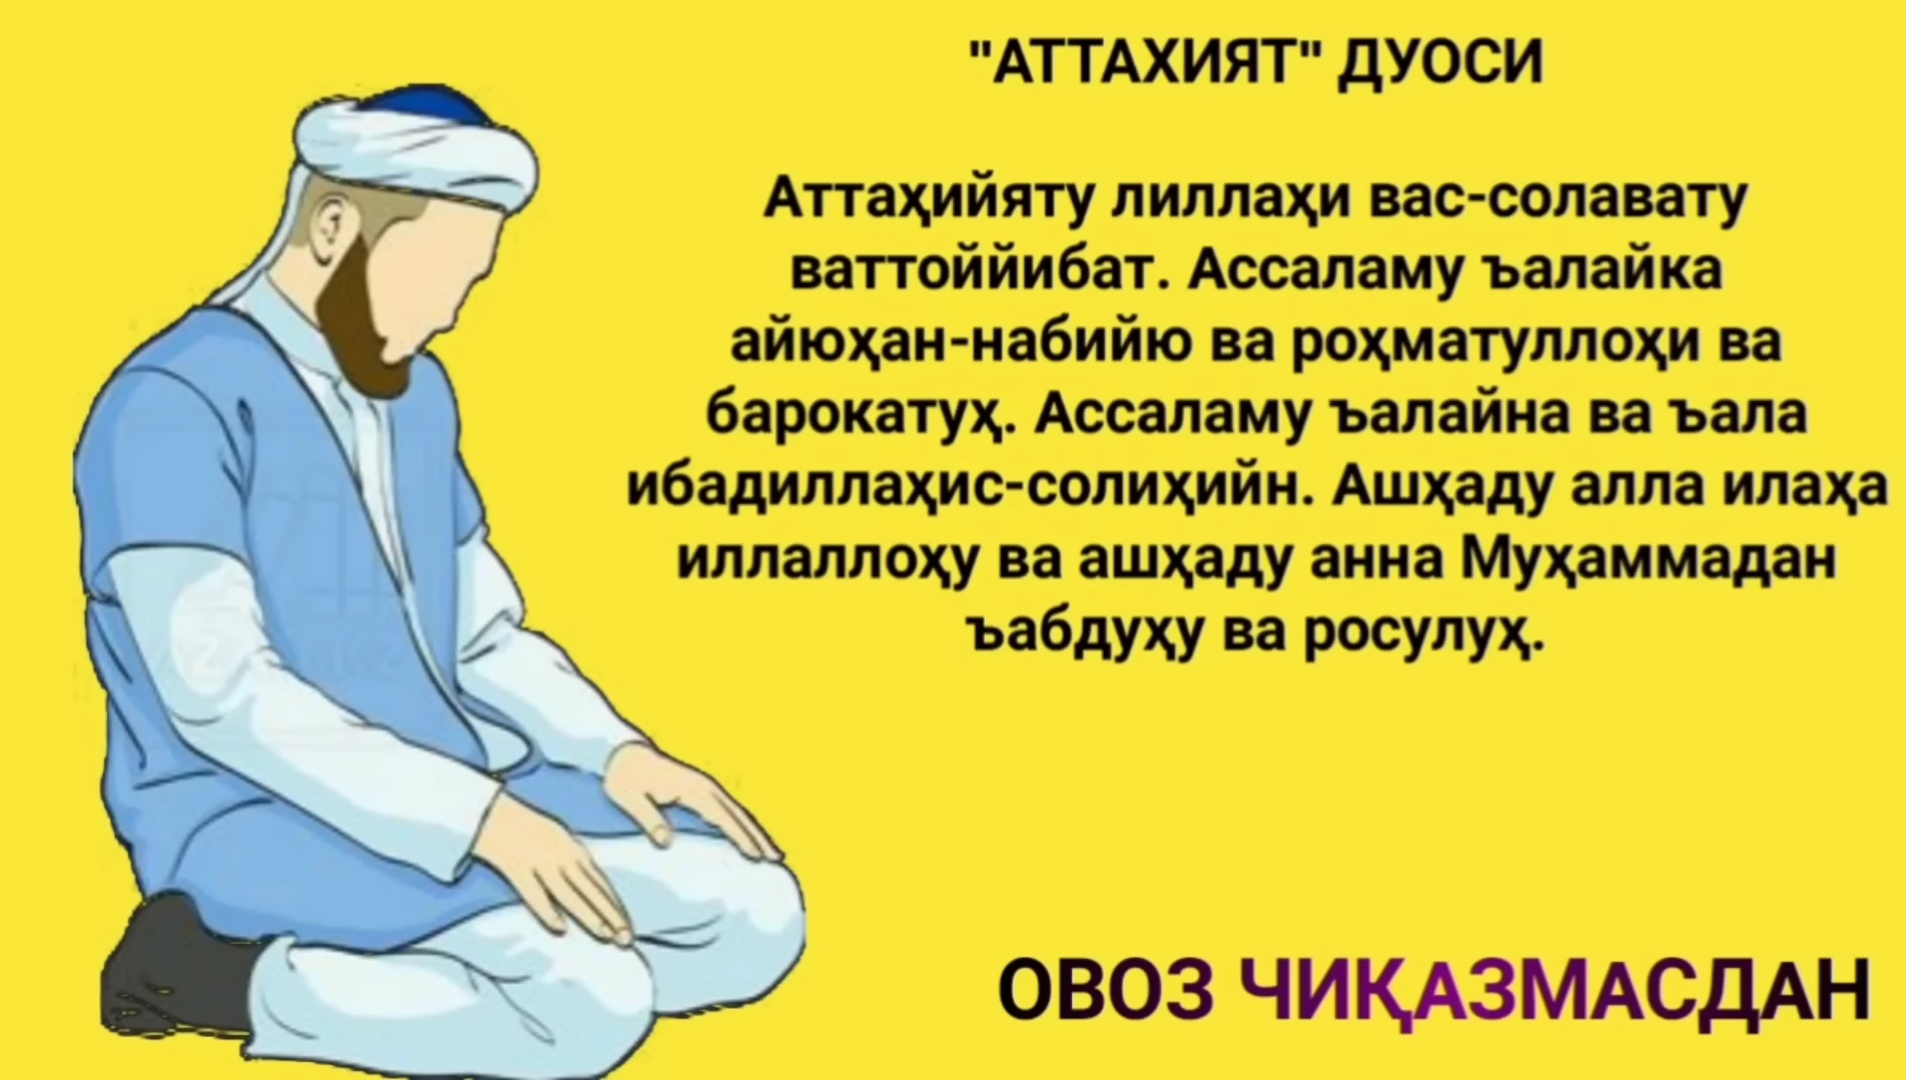 "АТТАХИЯТ" ДУОСИ
Аттаҳийяту лиллаҳи вас-солавату
ваттоййибат. Ассаламу ъалайка
айюҳан-набийю ва роҳматуллоҳи ва
барокатуҳ. Ассаламу ъалайна ва ъала
ибадиллаҳис-солиҳийн. Ашҳаду алла илаҳа
иллаллоҳу ва ашҳаду анна Муҳаммадан
ъабдуҳу ва росулуҳ.
ОВОЗ ЧИҚАЗМАСДАН